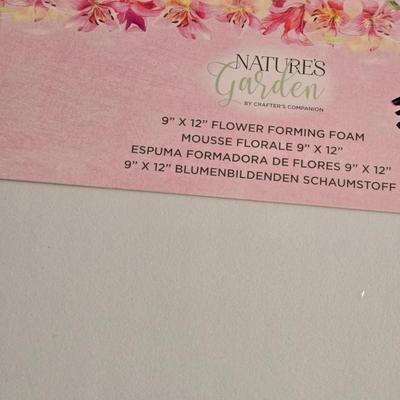 NATURE'S
Garden
BY CRAFTER'S COMPANION
9" X 12" FLOWER FORMING FOAM
MOUSSE FLORALE 9" X 12"
ESPUMA FORMADORA DE FLORES 9" X 12"
9" X 12" BLUMENBILDENDEN SCHAUMSTOFF